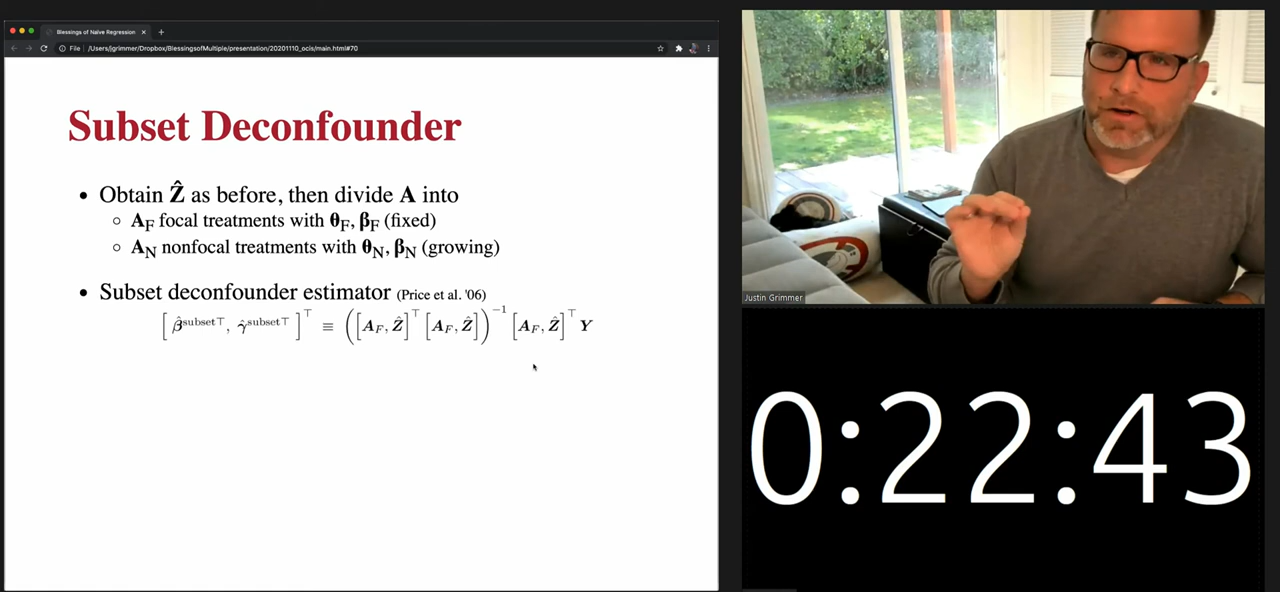 Blessings of Naïve Regression
File | /Users/jgrimmer/Dropbox/BlessingsofMultiple/presentation/20201110_ocis/main.html#70
Subset Deconfounder
• Obtain Ẑ as before, then divide A into
○ A_F focal treatments with θ_F, β_F (fixed)
○ A_N nonfocal treatments with θ_N, β_N (growing)
• Subset deconfounder estimator (Price et al. '06)
[ β̂^subset⊤, γ̂^subset⊤ ]^⊤ ≡ ([A_F, Ẑ]^⊤ [A_F, Ẑ])^−1 [A_F, Ẑ]^⊤ Y
Justin Grimmer
0:22:43